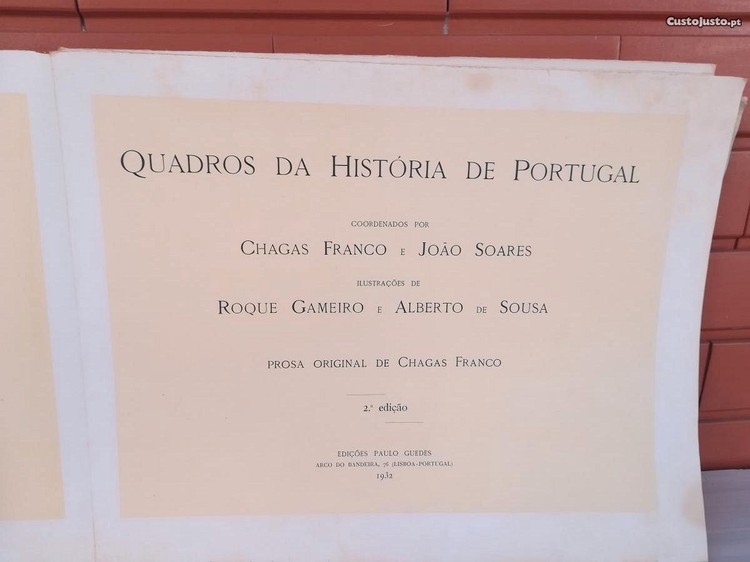 CustoJusto.pt
QUADROS DA HISTÓRIA DE PORTUGAL
COORDENADOS POR
CHAGAS FRANCO E JOÃO SOARES
ILUSTRAÇÕES DE
ROQUE GAMEIRO E ALBERTO DE SOUSA
PROSA ORIGINAL DE CHAGAS FRANCO
2.ª edição
EDIÇÕES PAULO GUEDES
ARCO DO BANDEIRA, 76 (LISBOA-PORTUGAL)
1932